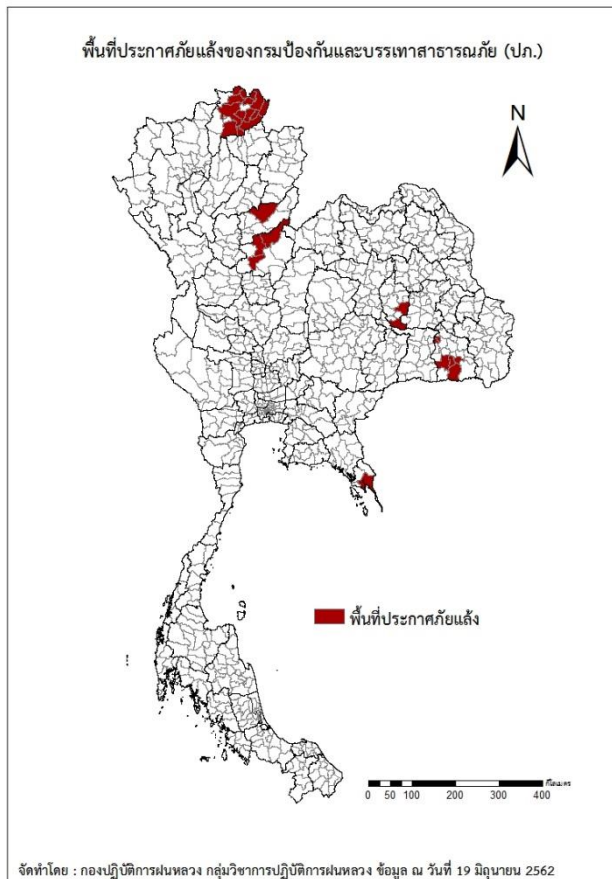 พื้นที่ประกาศภัยแล้งของกรมป้องกันและบรรเทาสาธารณภัย (ปภ.)
N
พื้นที่ประกาศภัยแล้ง
กิโลเมตร
0 50 100 200 300 400
จัดทำโดย : กองปฏิบัติการฝนหลวง กลุ่มวิชาการปฏิบัติการฝนหลวง ข้อมูล ณ วันที่ 19 มิถุนายน 2562